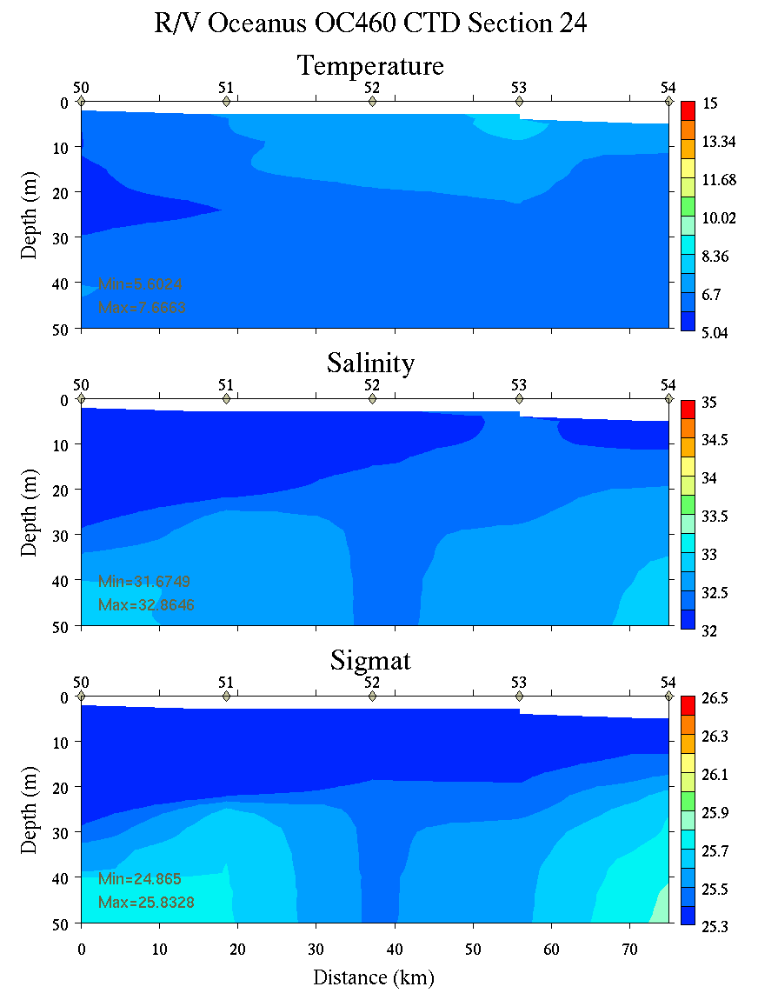 R/V Oceanus OC460 CTD Section 24
Temperature
50 51 52 53 54
0
10
20
30
40
50
Depth (m)
Min=5.6024
15
13.34
11.68
10.02
8.36
6.7
5.04
Salinity
50 51 52 53 54
0
10
20
30
40
50
Depth (m)
Min=31.6749
Max=32.8646
35
34.5
34
33.5
33
32.5
32
Sigmat
50 51 52 53 54
0
10
20
30
40
50
Depth (m)
Min=24.865
Max=25.8328
26.5
26.3
26.1
25.9
25.7
25.5
25.3
0 10 20 30 40 50 60 70
Distance (km)